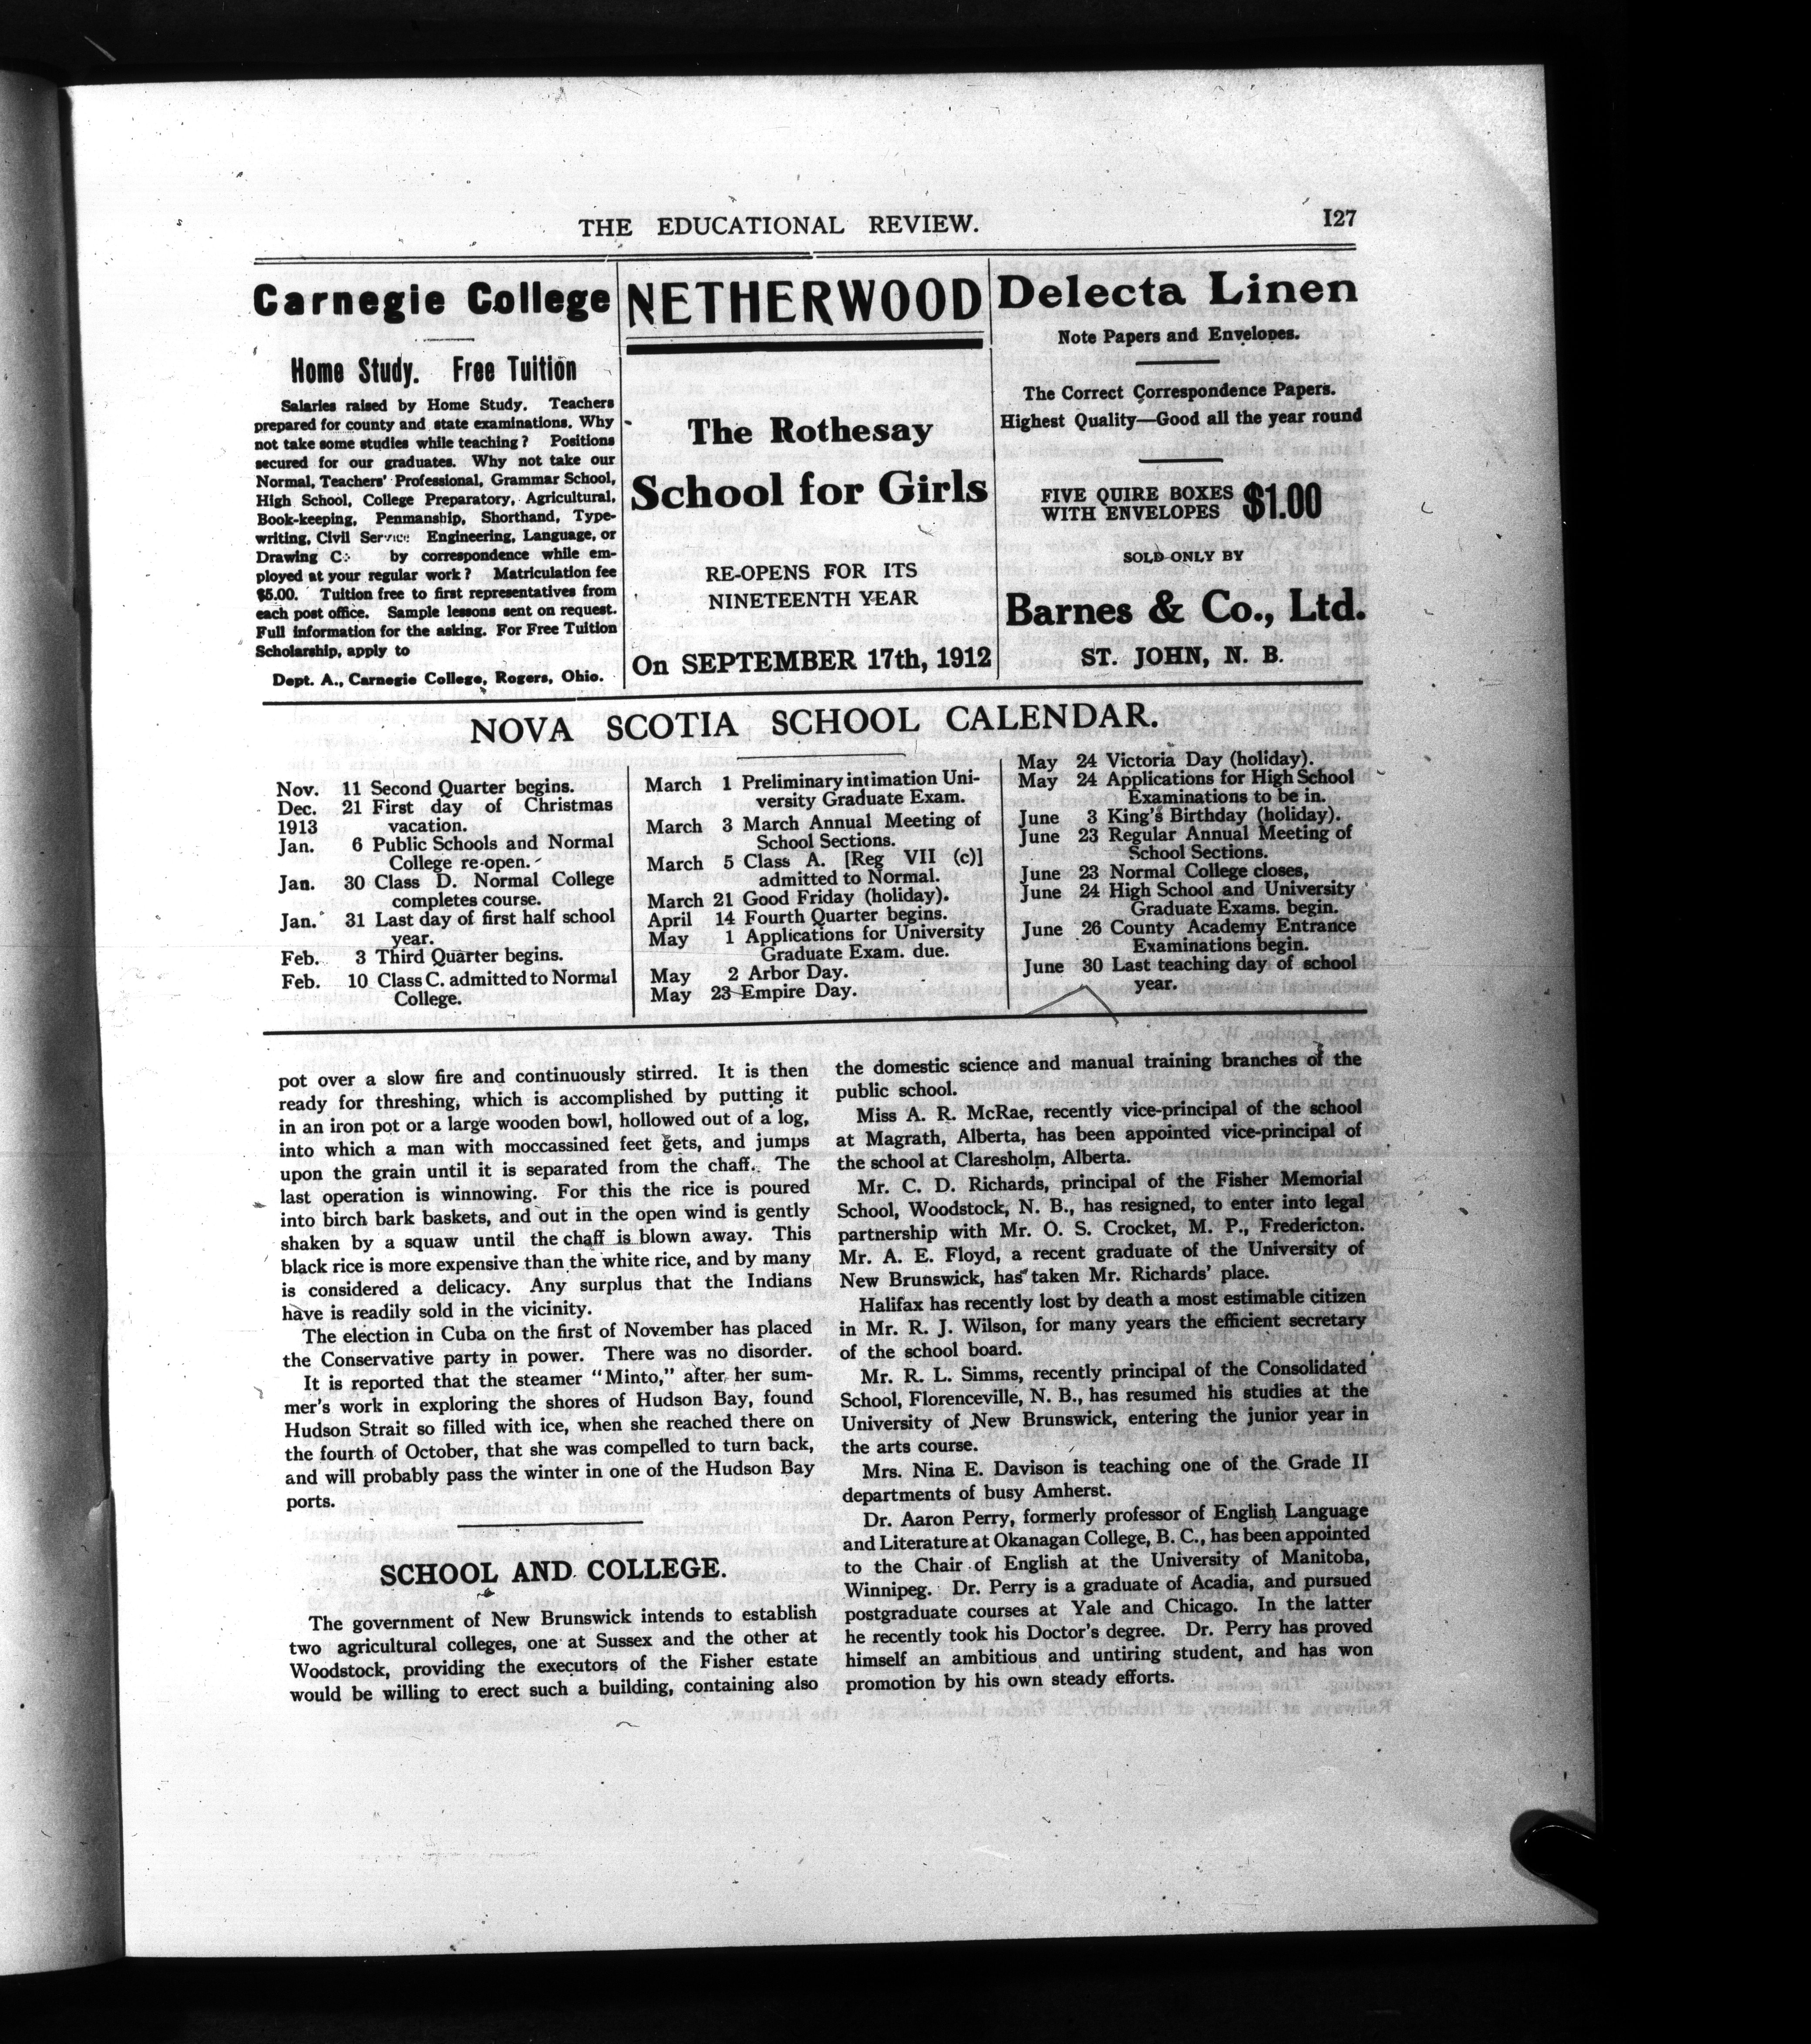 THE EDUCATIONAL REVIEW.
127
Carnegie College
Home Study. Free Tuition
Salaries raised by Home Study. Teachers
prepared for county and state examinations. Why
not take some studies while teaching? Positions
secured for our graduates. Why not take our
Normal, Teachers' Professional, Grammar School,
High School, College Preparatory, Agricultural,
Book-keeping, Penmanship, Shorthand, Type-
writing, Civil Service Engineering, Language, or
Drawing by correspondence while em-
ployed at your regular work? Matriculation fee
$5.00. Tuition free to first representatives from
each post office. Sample lessons sent on request.
Full information for the asking. For Free Tuition
Scholarship, apply to
Dept. A., Carnegie College, Rogers, Ohio.
NETHERWOOD
The Rothesay
School for Girls
RE-OPENS FOR ITS
NINETEENTH YEAR
On SEPTEMBER 17th, 1912
Delecta Linen
Note Papers and Envelopes.
The Correct Correspondence Papers.
Highest Quality—Good all the year round
FIVE QUIRE BOXES
WITH ENVELOPES $1.00
SOLD ONLY BY
Barnes & Co., Ltd.
ST. JOHN, N. B.
NOVA SCOTIA SCHOOL CALENDAR.
Nov. 11 Second Quarter begins.
Dec. 21 First day of Christmas
1913 vacation.
Jan. 6 Public Schools and Normal
College re-open.
Jan. 30 Class D. Normal College
completes course.
Jan. 31 Last day of first half school
year.
Feb. 3 Third Quarter begins.
Feb. 10 Class C. admitted to Normal
College.
March 1 Preliminary intimation Uni-
versity Graduate Exam.
March 3 March Annual Meeting of
School Sections.
March 5 Class A. [Reg VII (c)]
admitted to Normal.
March 21 Good Friday (holiday).
April 14 Fourth Quarter begins.
May 1 Applications for University
Graduate Exam. due.
May 2 Arbor Day.
May 23 Empire Day.
May 24 Victoria Day (holiday).
May 24 Applications for High School
Examinations to be in.
June 3 King's Birthday (holiday).
June 23 Regular Annual Meeting of
School Sections.
June 23 Normal College closes,
June 24 High School and University
Graduate Exams. begin.
June 26 County Academy Entrance
Examinations begin.
June 30 Last teaching day of school
year.
pot over a slow fire and continuously stirred. It is then
ready for threshing, which is accomplished by putting it
in an iron pot or a large wooden bowl, hollowed out of a log,
into which a man with moccassined feet gets, and jumps
upon the grain until it is separated from the chaff. The
last operation is winnowing. For this the rice is poured
into birch bark baskets, and out in the open wind is gently
shaken by a squaw until the chaff is blown away. This
black rice is more expensive than the white rice, and by many
is considered a delicacy. Any surplus that the Indians
have is readily sold in the vicinity.
The election in Cuba on the first of November has placed
the Conservative party in power. There was no disorder.
It is reported that the steamer "Minto," after her sum-
mer's work in exploring the shores of Hudson Bay, found
Hudson Strait so filled with ice, when she reached there on
the fourth of October, that she was compelled to turn back,
and will probably pass the winter in one of the Hudson Bay
ports.
SCHOOL AND COLLEGE.
The government of New Brunswick intends to establish
two agricultural colleges, one at Sussex and the other at
Woodstock, providing the executors of the Fisher estate
would be willing to erect such a building, containing also
the domestic science and manual training branches of the
public school.
Miss A. R. McRae, recently vice-principal of the school
at Magrath, Alberta, has been appointed vice-principal of
the school at Claresholm, Alberta.
Mr. C. D. Richards, principal of the Fisher Memorial
School, Woodstock, N. B., has resigned, to enter into legal
partnership with Mr. O. S. Crocket, M. P., Fredericton.
Mr. A. E. Floyd, a recent graduate of the University of
New Brunswick, has taken Mr. Richards' place.
Halifax has recently lost by death a most estimable citizen
in Mr. R. J. Wilson, for many years the efficient secretary
of the school board.
Mr. R. L. Simms, recently principal of the Consolidated
School, Florenceville, N. B., has resumed his studies at the
University of New Brunswick, entering the junior year in
the arts course.
Mrs. Nina E. Davison is teaching one of the Grade II
departments of busy Amherst.
Dr. Aaron Perry, formerly professor of English Language
and Literature at Okanagan College, B. C., has been appointed
to the Chair of English at the University of Manitoba,
Winnipeg. Dr. Perry is a graduate of Acadia, and pursued
postgraduate courses at Yale and Chicago. In the latter
he recently took his Doctor's degree. Dr. Perry has proved
himself an ambitious and untiring student, and has won
promotion by his own steady efforts.